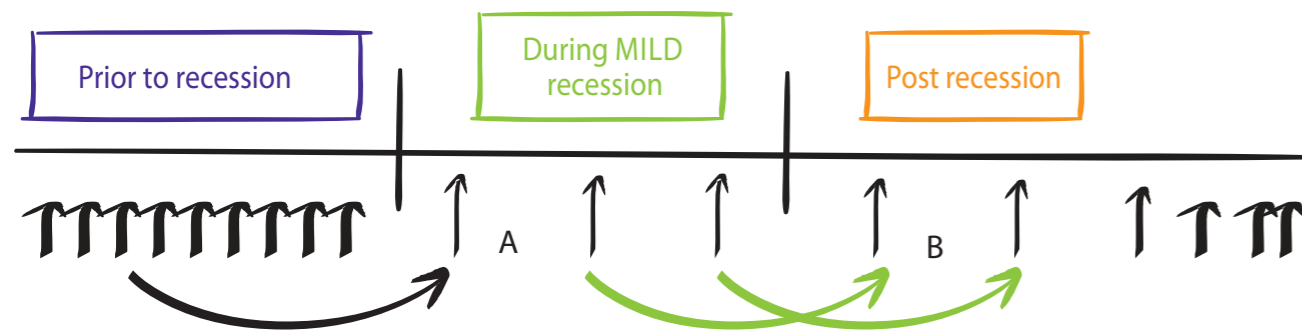 Prior to recession
During MILD
recession
Post recession
A
B